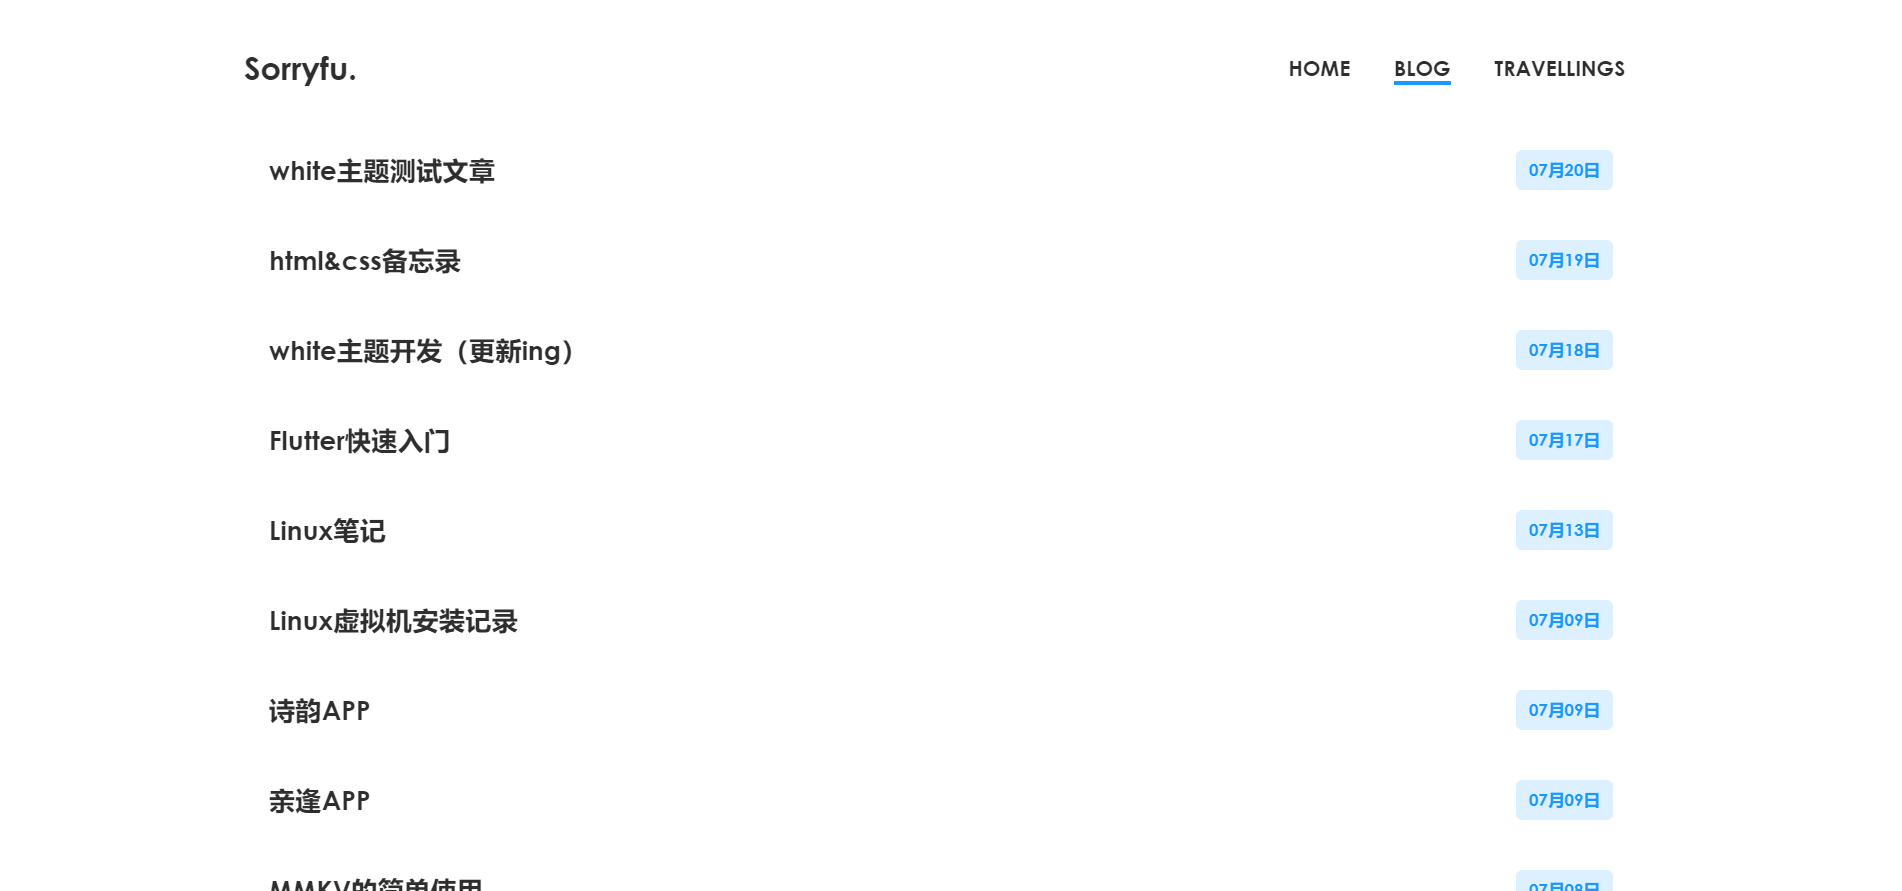 Sorryfu.
HOME BLOG TRAVELLINGS
white主题测试文章 07月20日
html&css备忘录 07月19日
white主题开发（更新ing） 07月18日
Flutter快速入门 07月17日
Linux笔记 07月13日
Linux虚拟机安装记录 07月09日
诗韵APP 07月09日
亲逢APP 07月09日
MMKV的简单使用 07月08日